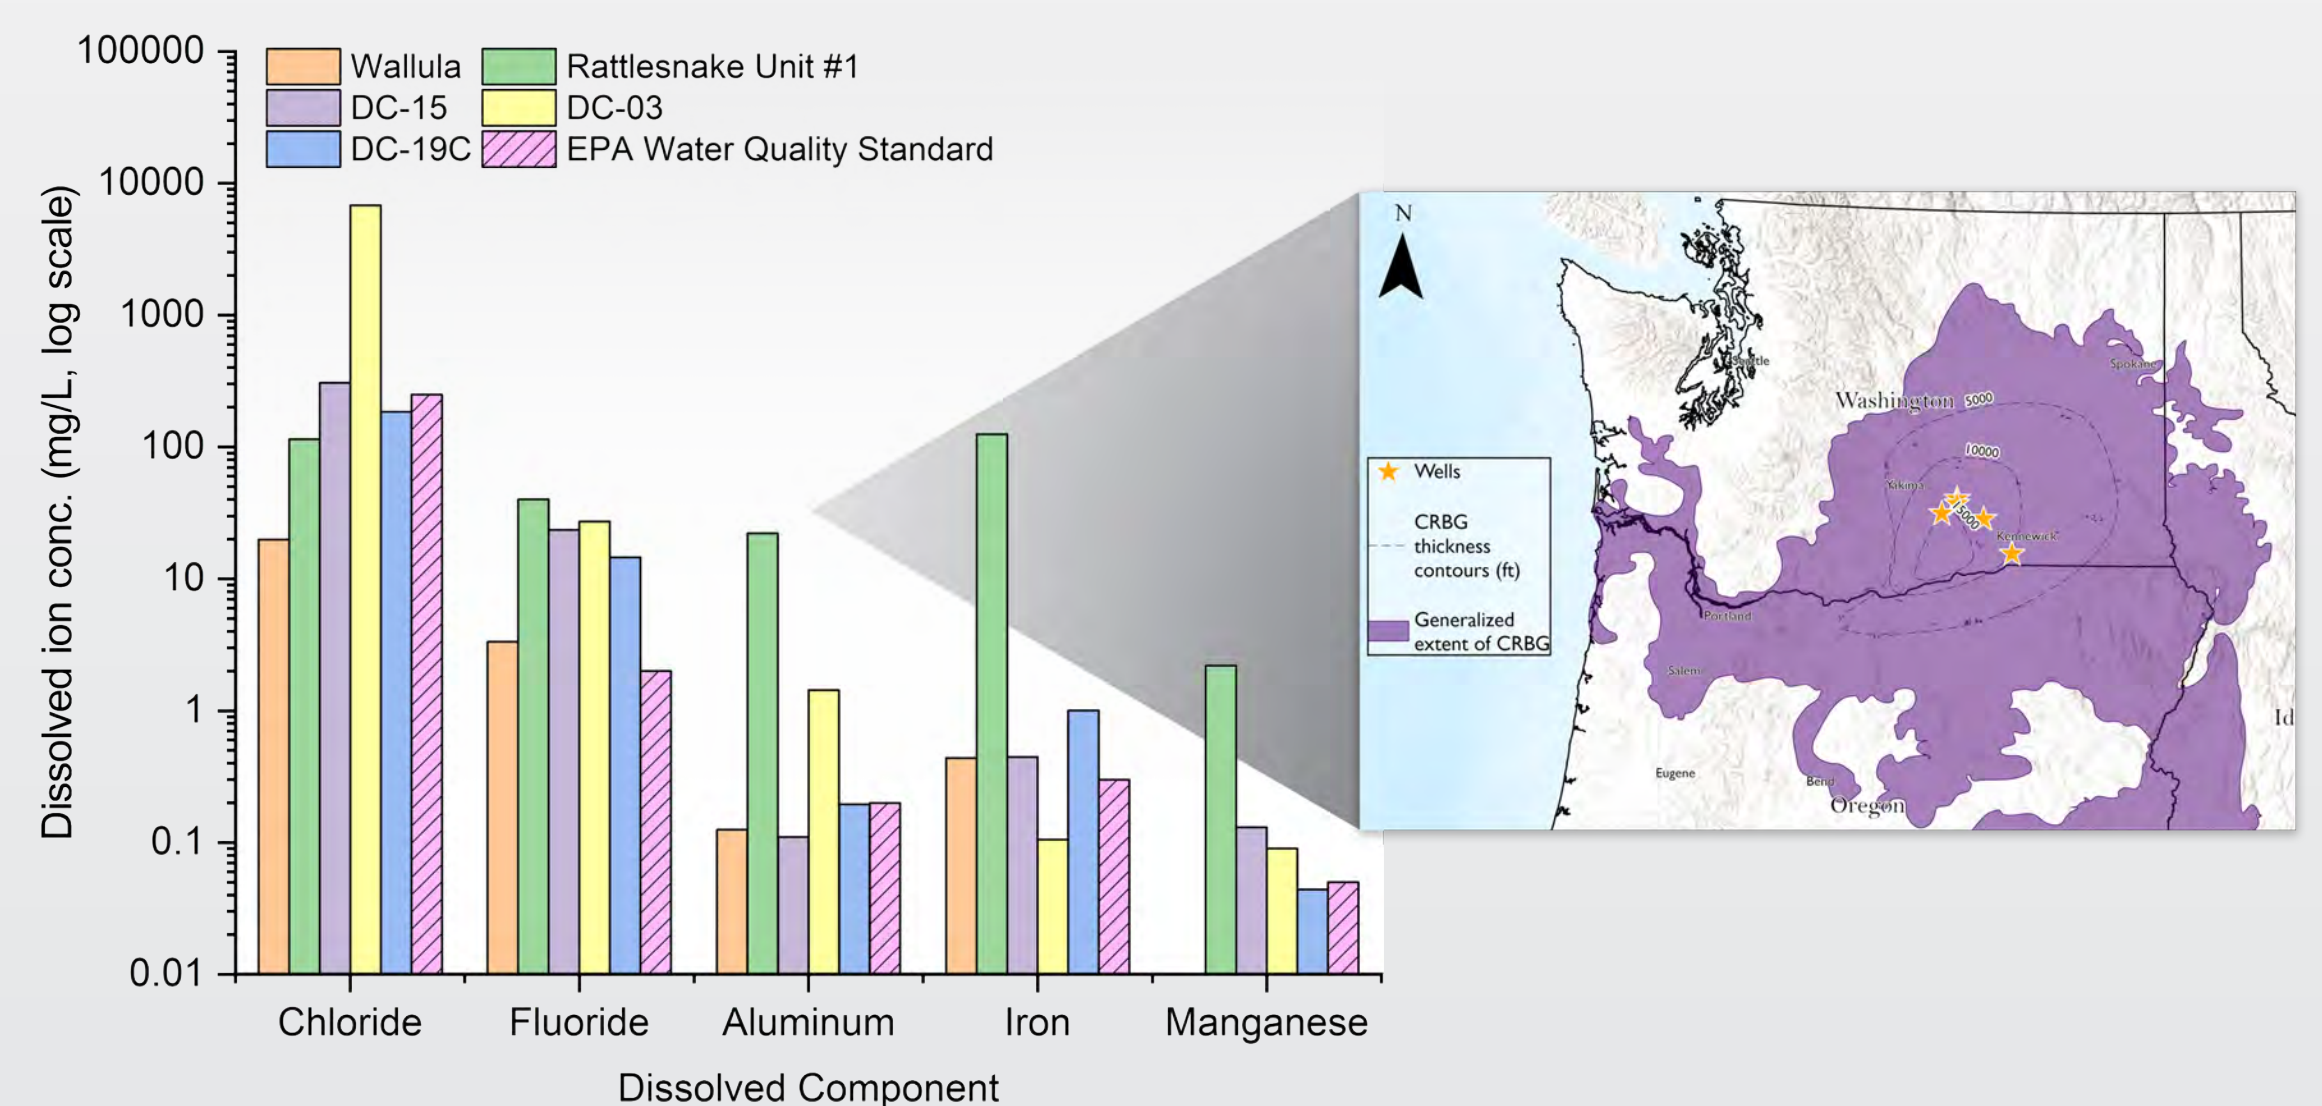 Dissolved ion conc. (mg/L, log scale)
100000
10000
1000
100
10
1
0.1
0.01
Wallula
Rattlesnake Unit #1
DC-15
DC-03
DC-19C
EPA Water Quality Standard
Chloride
Fluoride
Aluminum
Iron
Manganese
Dissolved Component
N
Seattle
Spokane
Washington
5000
10000
Yakima
15000
Kennewick
Portland
Salem
Eugene
Bend
Oregon
Id
Wells
CRBG
thickness
contours (ft)
Generalized
extent of CRBG